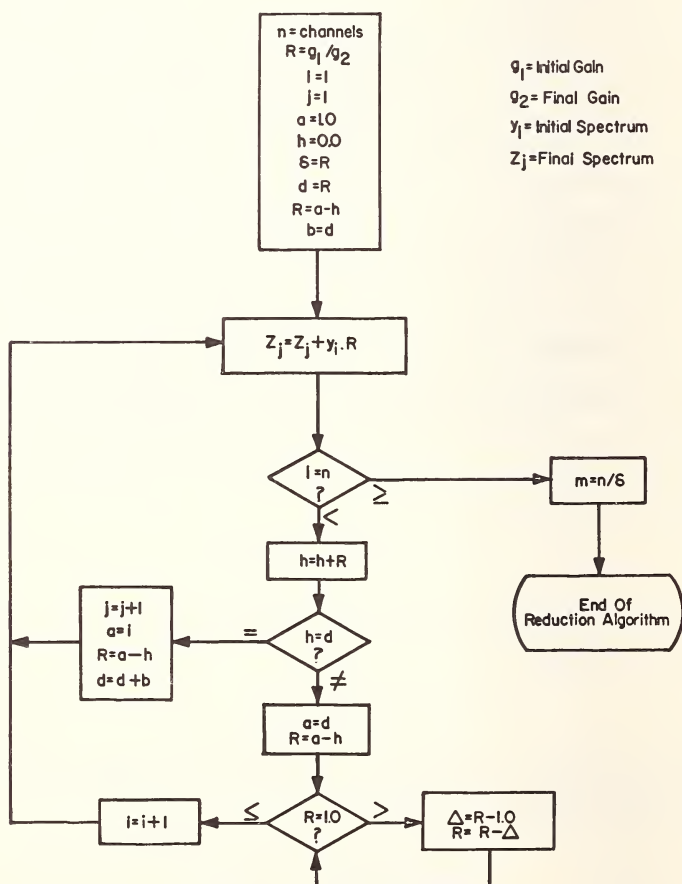 n=channels
R=g₁/g₂
i=1
j=1
a=1.0
h=0.0
δ=R
d=R
R=a-h
b=d
g₁=Initial Gain
g₂=Final Gain
yᵢ=Initial Spectrum
Zⱼ=Final Spectrum
Zⱼ=Zⱼ+yᵢ.R
i=n
?
≥
<
m=n/δ
h=h+R
End Of
Reduction Algorithm
j=j+1
a=i
R=a-h
d=d+b
=
h=d
?
≠
a=d
R=a-h
i=i+1
≤
R=1.0
?
>
Δ=R-1.0
R=R-Δ